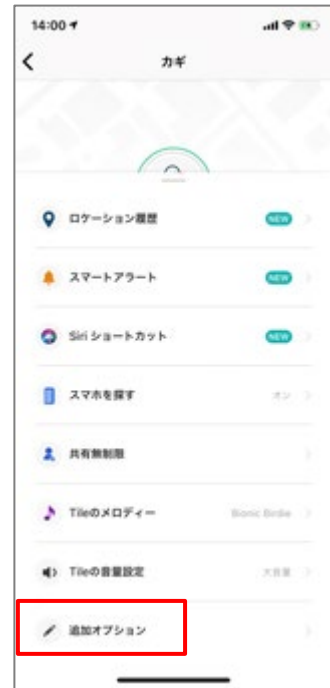 14:00
カギ
ロケーション履歴 NEW
スマートアラート NEW
Siri ショートカット NEW
スマホを探す オン
共有無制限
Tileのメロディー Bionic Birdie
Tileの音量設定 大音量
追加オプション